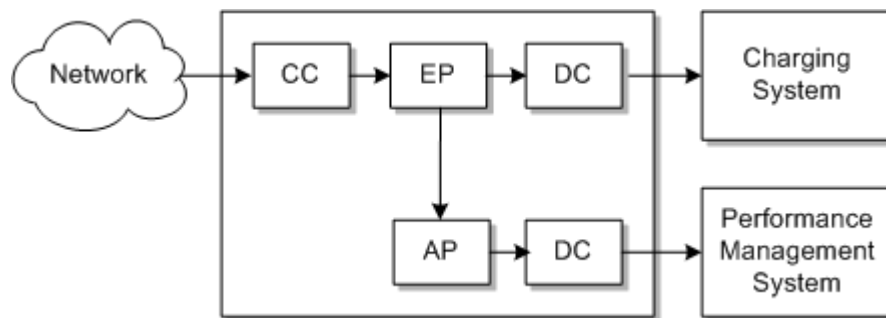 Network
CC
EP
DC
Charging
System
AP
DC
Performance
Management
System